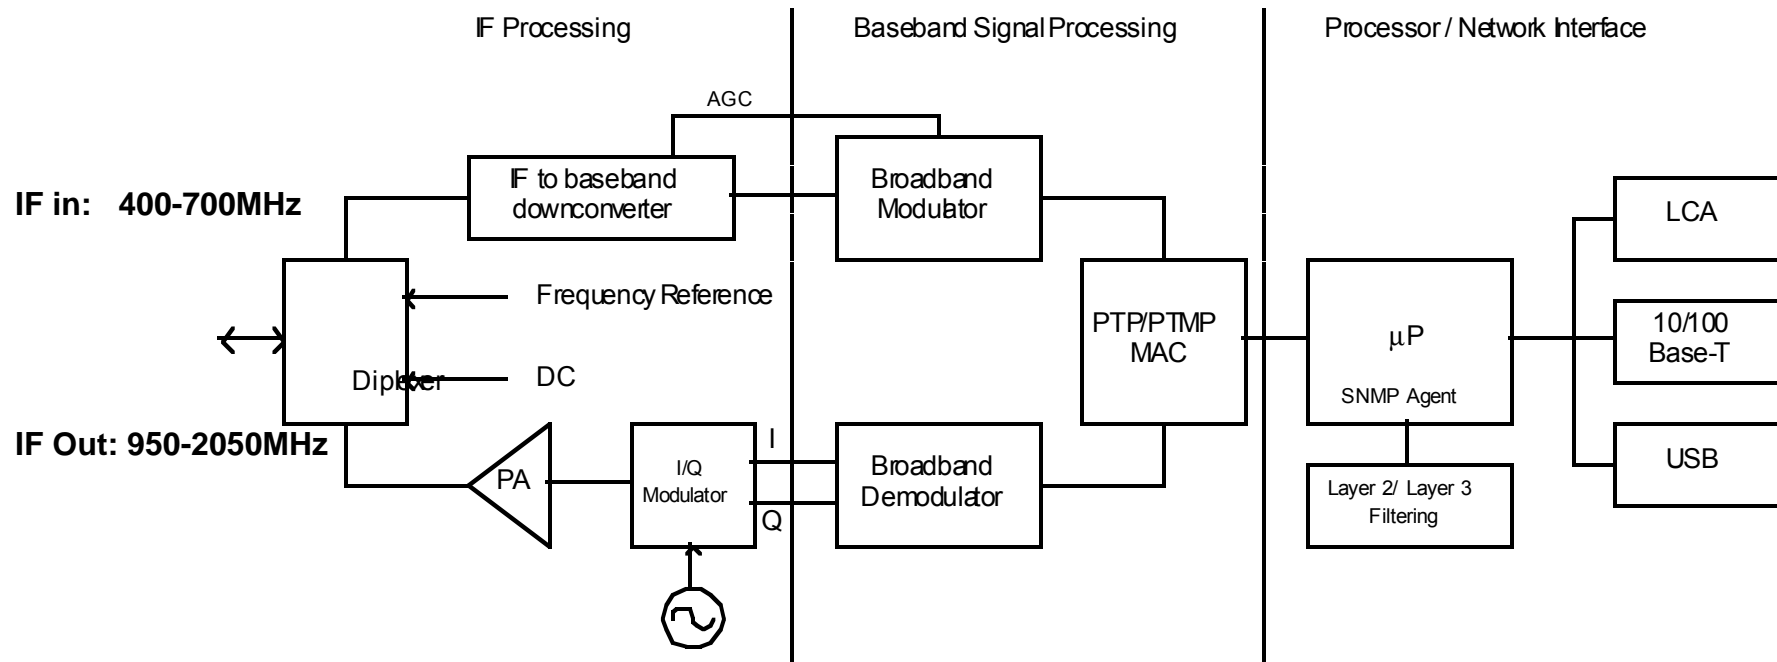 IF Processing
Baseband Signal Processing
Processor / Network Interface
AGC
IF to baseband
downconverter
Broadband
Modulator
IF in: 400-700MHz
LCA
Frequency Reference
PTP/PTMP
MAC
µP
10/100
Base-T
Diplexer
DC
SNMP Agent
IF Out: 950-2050MHz
PA
I/Q
Modulator
I
Q
Broadband
Demodulator
Layer 2/ Layer 3
Filtering
USB